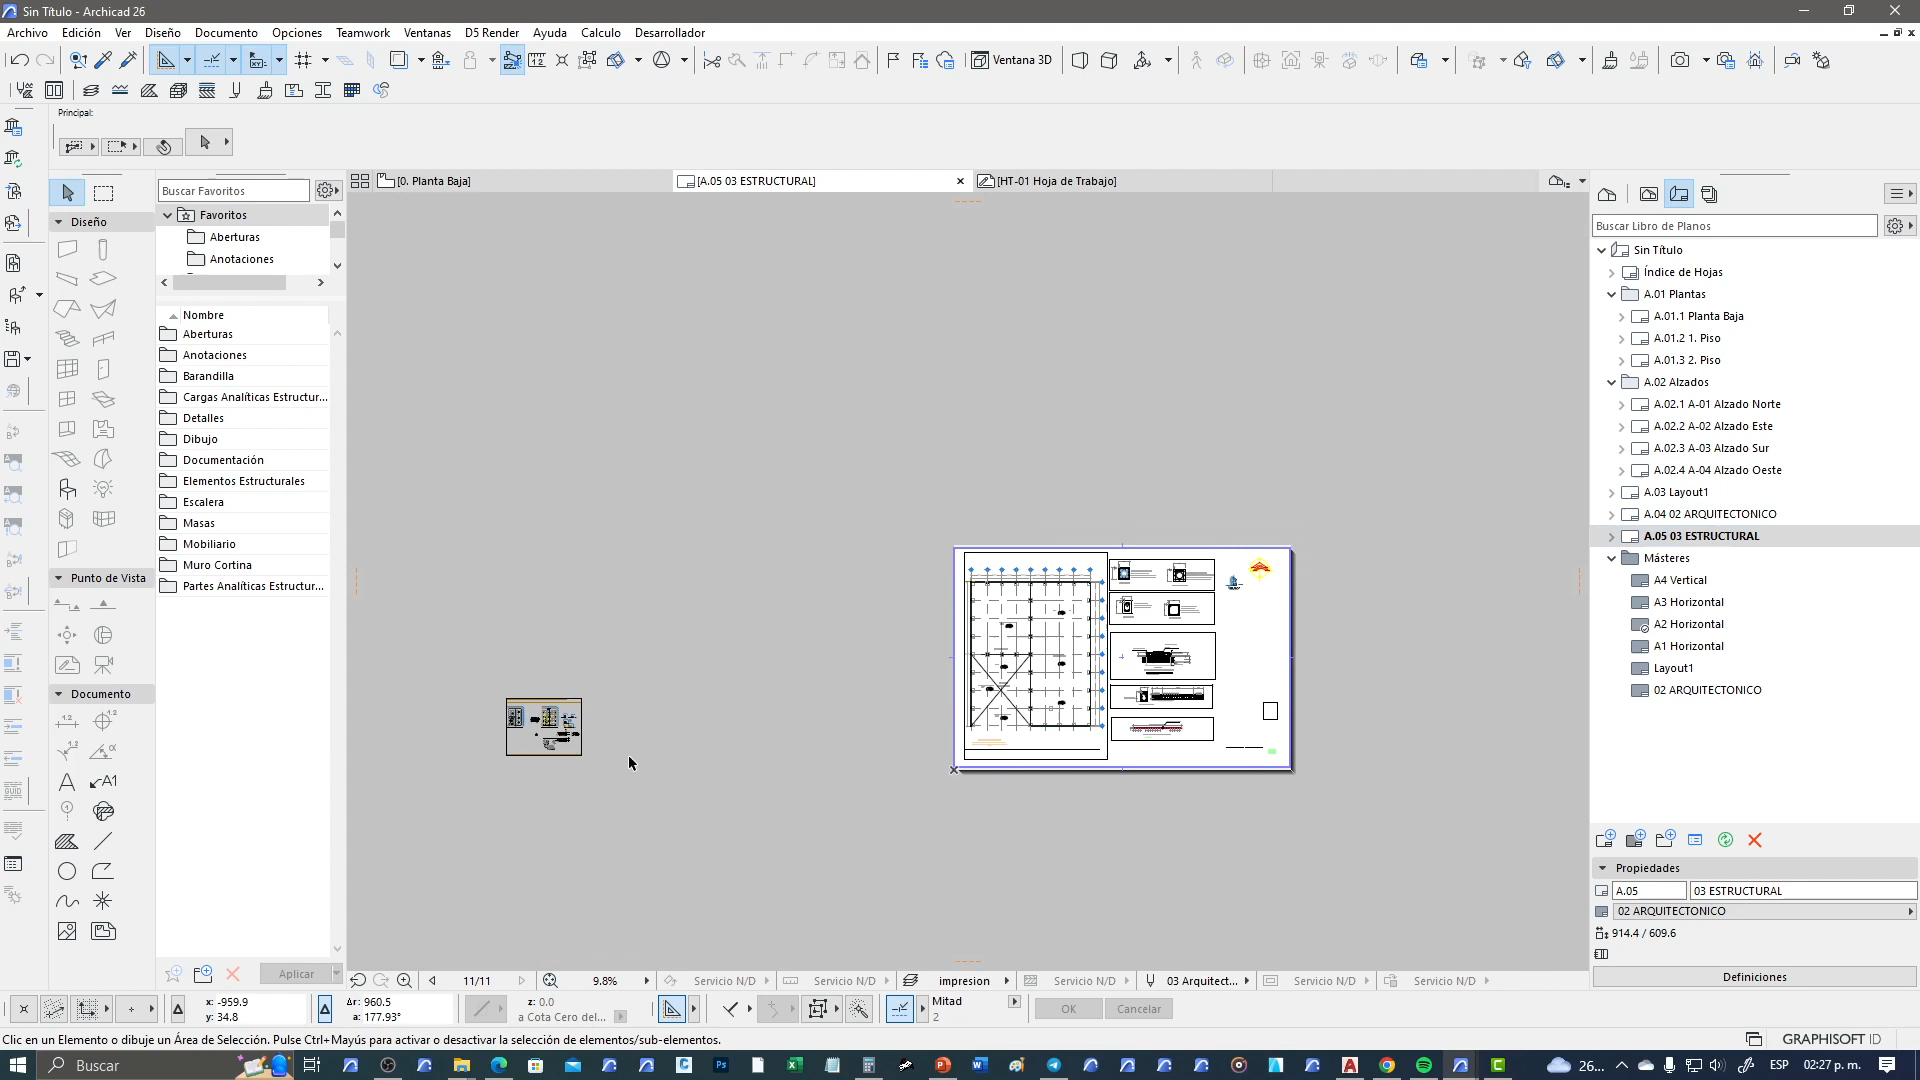 Sin Título - Archicad 26
Archivo Edición Ver Diseño Documento Opciones Teamwork Ventanas D5 Render Ayuda Calculo Desarrollador
Ventana 3D
Principal:
[0. Planta Baja]
[A.05 03 ESTRUCTURAL]
[HT-01 Hoja de Trabajo]
Buscar Favoritos
Favoritos
Aberturas
Anotaciones
Nombre
Aberturas
Anotaciones
Barandilla
Cargas Analíticas Estructur...
Detalles
Dibujo
Documentación
Elementos Estructurales
Escalera
Masas
Mobiliario
Muro Cortina
Partes Analíticas Estructur...
Aplicar
Diseño
Punto de Vista
Documento
1.2
1.2
1.2
A1
GUID
Buscar Libro de Planos
Sin Título
Índice de Hojas
A.01 Plantas
A.01.1 Planta Baja
A.01.2 1. Piso
A.01.3 2. Piso
A.02 Alzados
A.02.1 A-01 Alzado Norte
A.02.2 A-02 Alzado Este
A.02.3 A-03 Alzado Sur
A.02.4 A-04 Alzado Oeste
A.03 Layout1
A.04 02 ARQUITECTONICO
A.05 03 ESTRUCTURAL
Másteres
A4 Vertical
A3 Horizontal
A2 Horizontal
A1 Horizontal
Layout1
02 ARQUITECTONICO
Propiedades
A.05 03 ESTRUCTURAL
02 ARQUITECTONICO
914.4 / 609.6
Definiciones
11/11 9.8% Servicio N/D Servicio N/D impresion Servicio N/D 03 Arquitect... Servicio N/D Servicio N/D
x: -959.9
y: 34.8
Δr: 960.5
a: 177.93°
z: 0.0
a Cota Cero del...
Mitad
2
OK Cancelar
Clic en un Elemento o dibuje un Área de Selección. Pulse Ctrl+Mayús para activar o desactivar la selección de elementos/sub-elementos.
GRAPHISOFT ID
Buscar
26...
ESP
02:27 p. m.